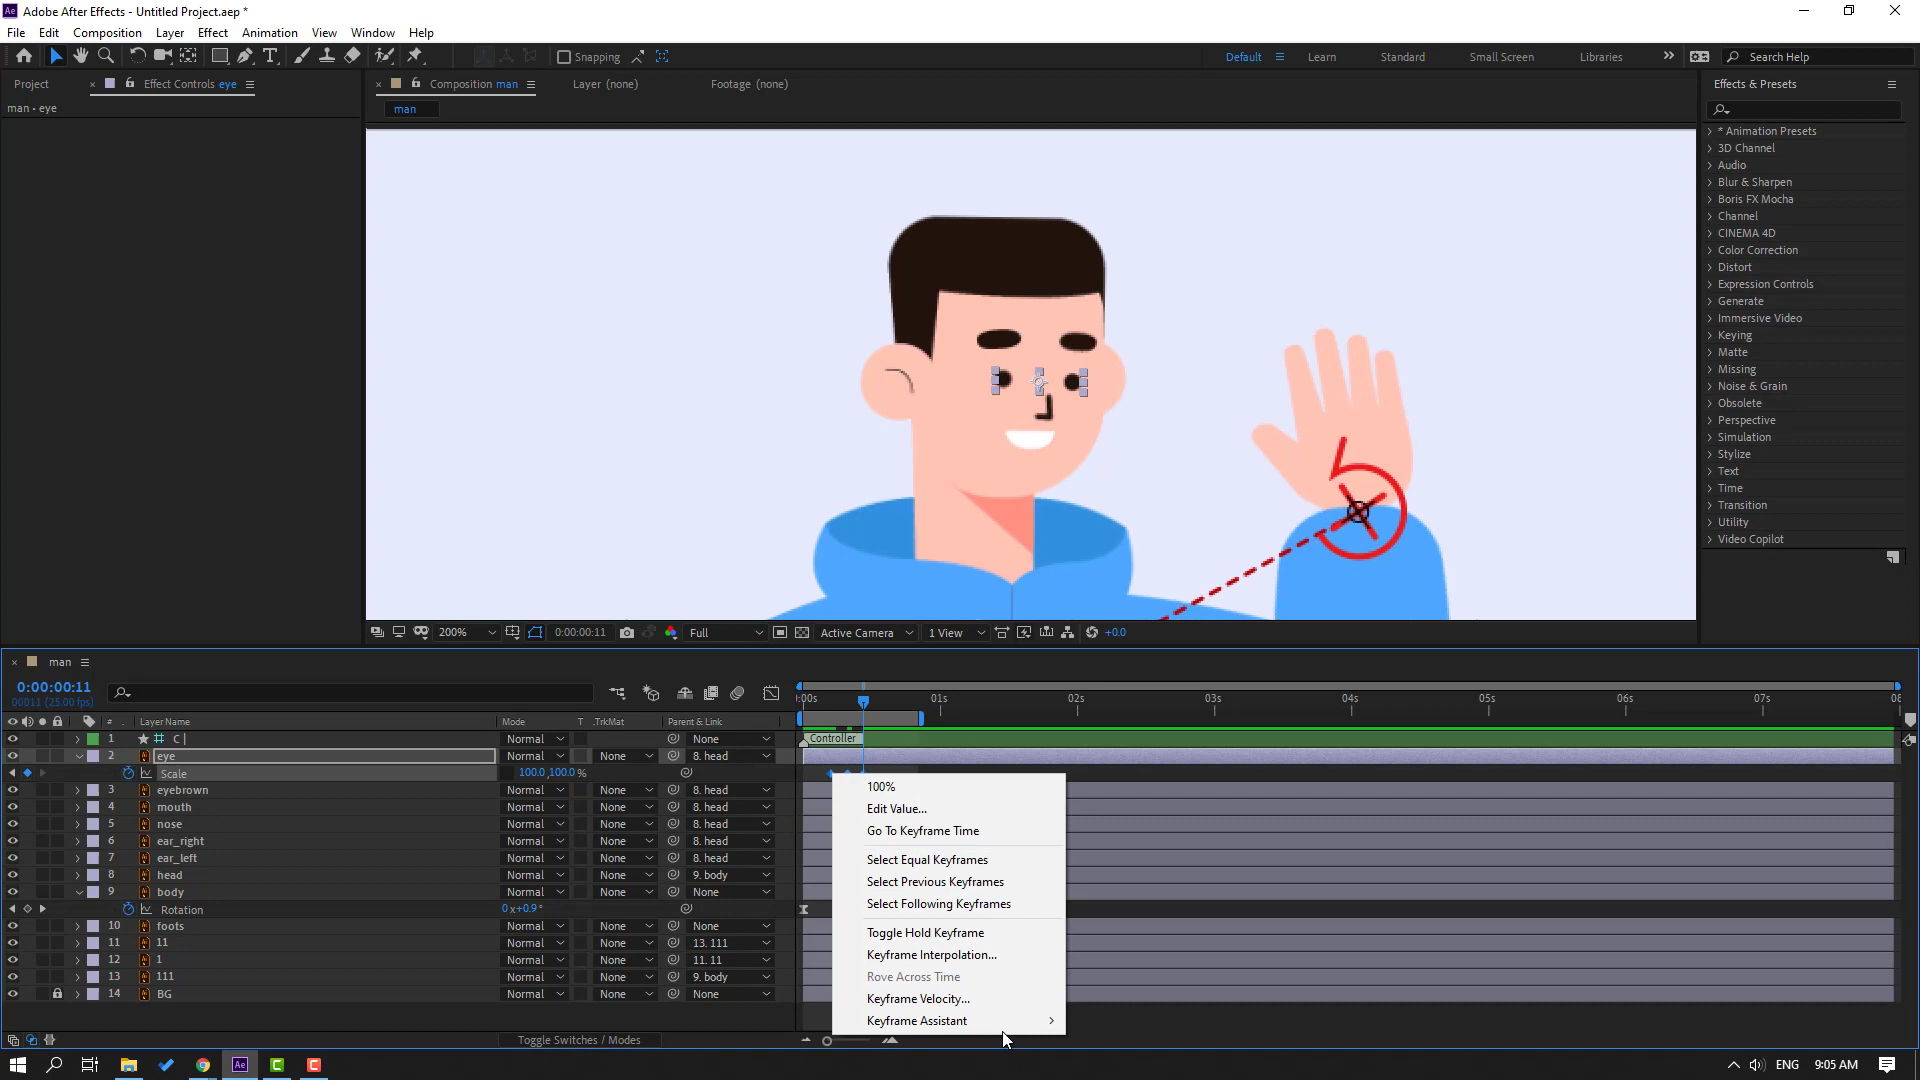 Adobe After Effects - Untitled Project.aep *
File Edit Composition Layer Effect Animation View Window Help
Snapping Default Learn Standard Small Screen Libraries Search Help
Project Effect Controls eye Composition man Layer (none) Footage (none) Effects & Presets
man • eye
man
* Animation Presets
3D Channel
Audio
Blur & Sharpen
Boris FX Mocha
Channel
CINEMA 4D
Color Correction
Distort
Expression Controls
Generate
Immersive Video
Keying
Matte
Missing
Noise & Grain
Obsolete
Perspective
Simulation
Stylize
Text
Time
Transition
Utility
Video Copilot
200% 0:00:00:11 Full Active Camera 1 View +0.0
man
0:00:00:11
00011 (25.00 fps)
:00s 01s 02s 03s 04s 05s 06s 07s 08
# Layer Name Mode T .TrkMat Parent & Link
1 C | Normal None Controller
2 eye Normal None 8. head
Scale 100.0,100.0 %
3 eyebrown Normal None 8. head
4 mouth Normal None 8. head
5 nose Normal None 8. head
6 ear_right Normal None 8. head
7 ear_left Normal None 8. head
8 head Normal None 9. body
9 body Normal None None
Rotation 0 x+0.9 °
10 foots Normal None None
11 11 Normal None 13. 111
12 1 Normal None 11. 11
13 111 Normal None 9. body
14 BG Normal None None
100%
Edit Value...
Go To Keyframe Time
Select Equal Keyframes
Select Previous Keyframes
Select Following Keyframes
Toggle Hold Keyframe
Keyframe Interpolation...
Rove Across Time
Keyframe Velocity...
Keyframe Assistant
Toggle Switches / Modes
Ae ENG 9:05 AM